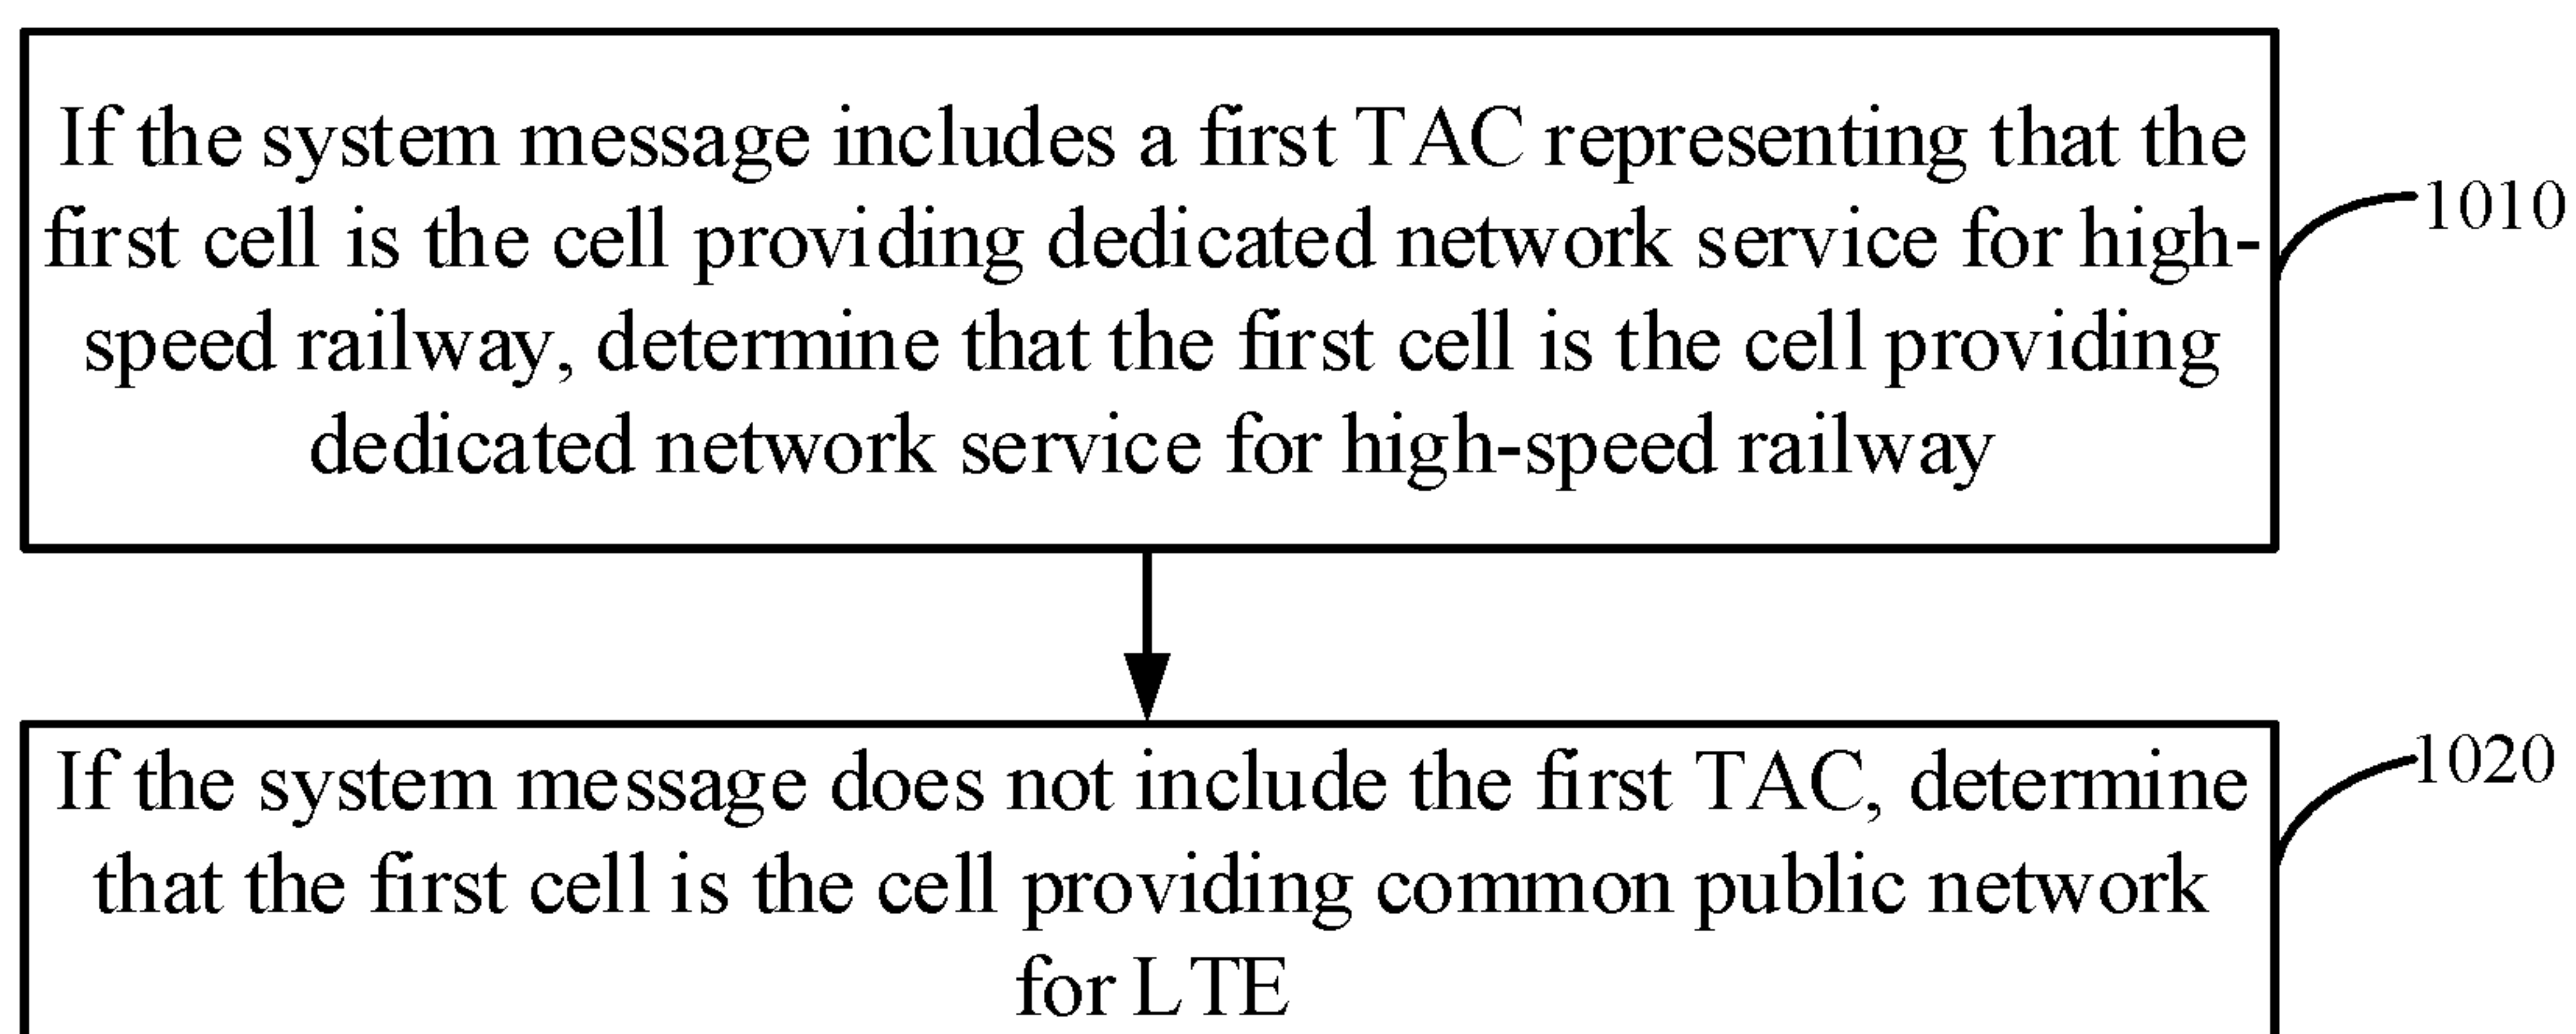 If the system message includes a first TAC representing that the
first cell is the cell providing dedicated network service for high-
speed railway, determine that the first cell is the cell providing
dedicated network service for high-speed railway
1010
If the system message does not include the first TAC, determine
that the first cell is the cell providing common public network
for LTE
1020